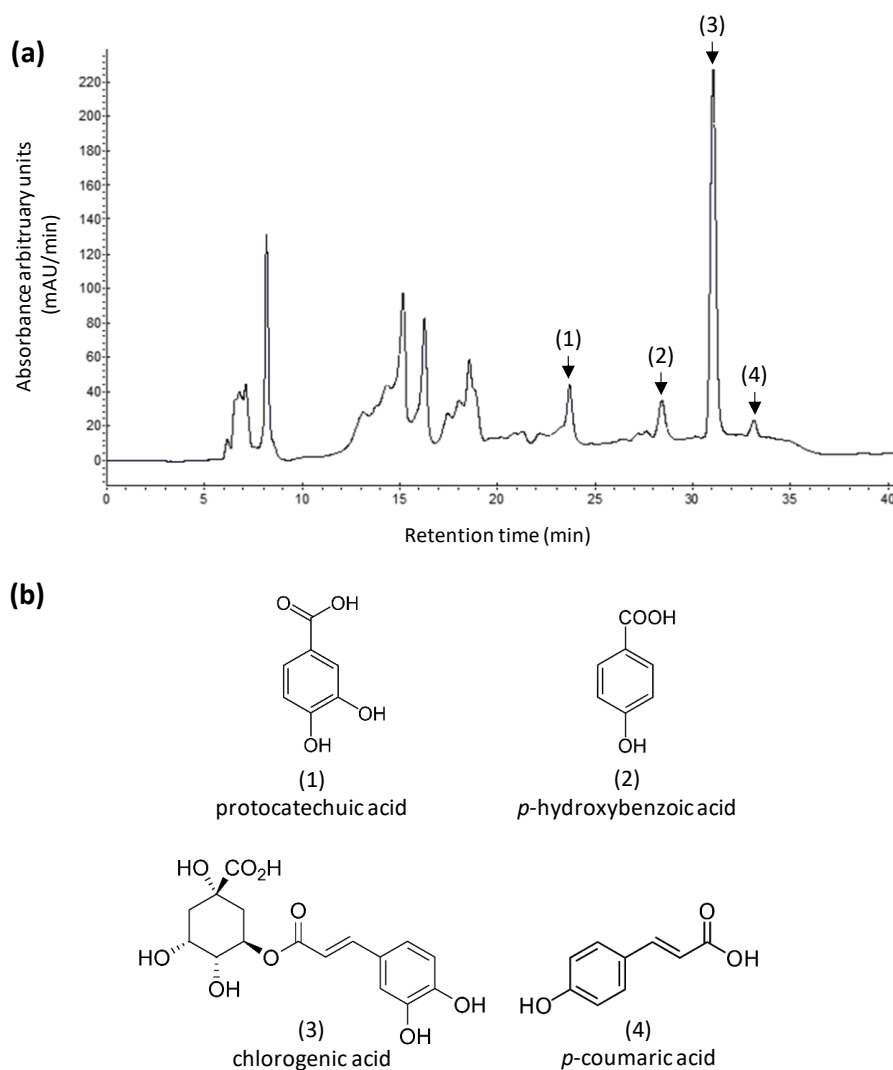 (a)
(3)
(1)
(2)
(4)
Absorbance arbitruary units
(mAU/min)
220
200
180
160
140
120
100
80
60
40
20
0
0 5 10 15 20 25 30 35 40
Retention time (min)
(b)
O OH
OH
OH
(1)
protocatechuic acid
COOH
OH
(2)
p-hydroxybenzoic acid
HO CO2H
O
HO
O
OH
OH
OH
(3)
chlorogenic acid
O
OH
HO
(4)
p-coumaric acid